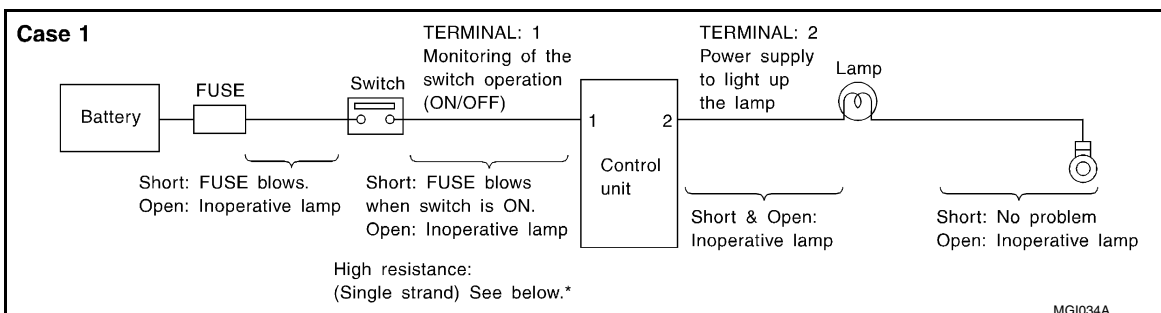 Case 1
TERMINAL: 1
Monitoring of the
switch operation
(ON/OFF)
TERMINAL: 2
Power supply
to light up
the lamp
Lamp
FUSE
Switch
Battery
1
2
Control
unit
Short: FUSE blows.
Open: Inoperative lamp
Short: FUSE blows
when switch is ON.
Open: Inoperative lamp
High resistance:
(Single strand) See below.*
Short & Open:
Inoperative lamp
Short: No problem
Open: Inoperative lamp
MGI034A